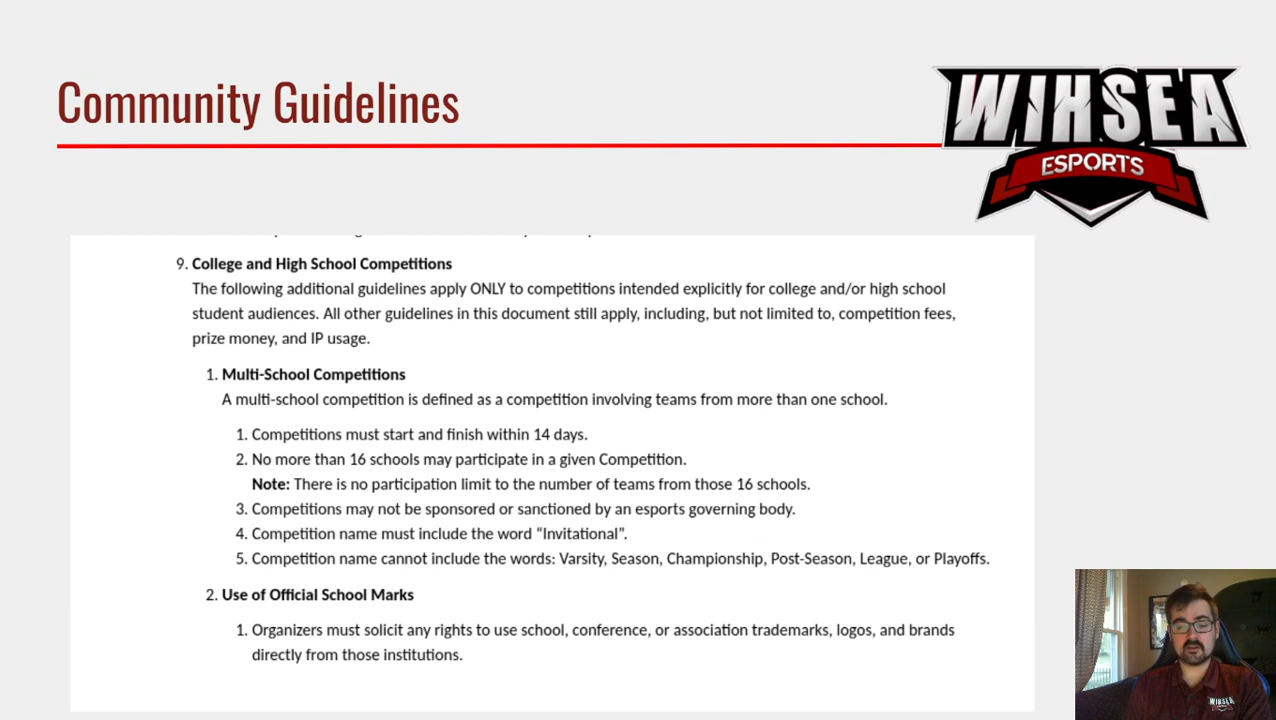 Community Guidelines
WIHSEA
ESPORTS
9. College and High School Competitions
The following additional guidelines apply ONLY to competitions intended explicitly for college and/or high school
student audiences. All other guidelines in this document still apply, including, but not limited to, competition fees,
prize money, and IP usage.
1. Multi-School Competitions
A multi-school competition is defined as a competition involving teams from more than one school.
1. Competitions must start and finish within 14 days.
2. No more than 16 schools may participate in a given Competition.
Note: There is no participation limit to the number of teams from those 16 schools.
3. Competitions may not be sponsored or sanctioned by an esports governing body.
4. Competition name must include the word “Invitational”.
5. Competition name cannot include the words: Varsity, Season, Championship, Post-Season, League, or Playoffs.
2. Use of Official School Marks
1. Organizers must solicit any rights to use school, conference, or association trademarks, logos, and brands
directly from those institutions.
WIHSEA